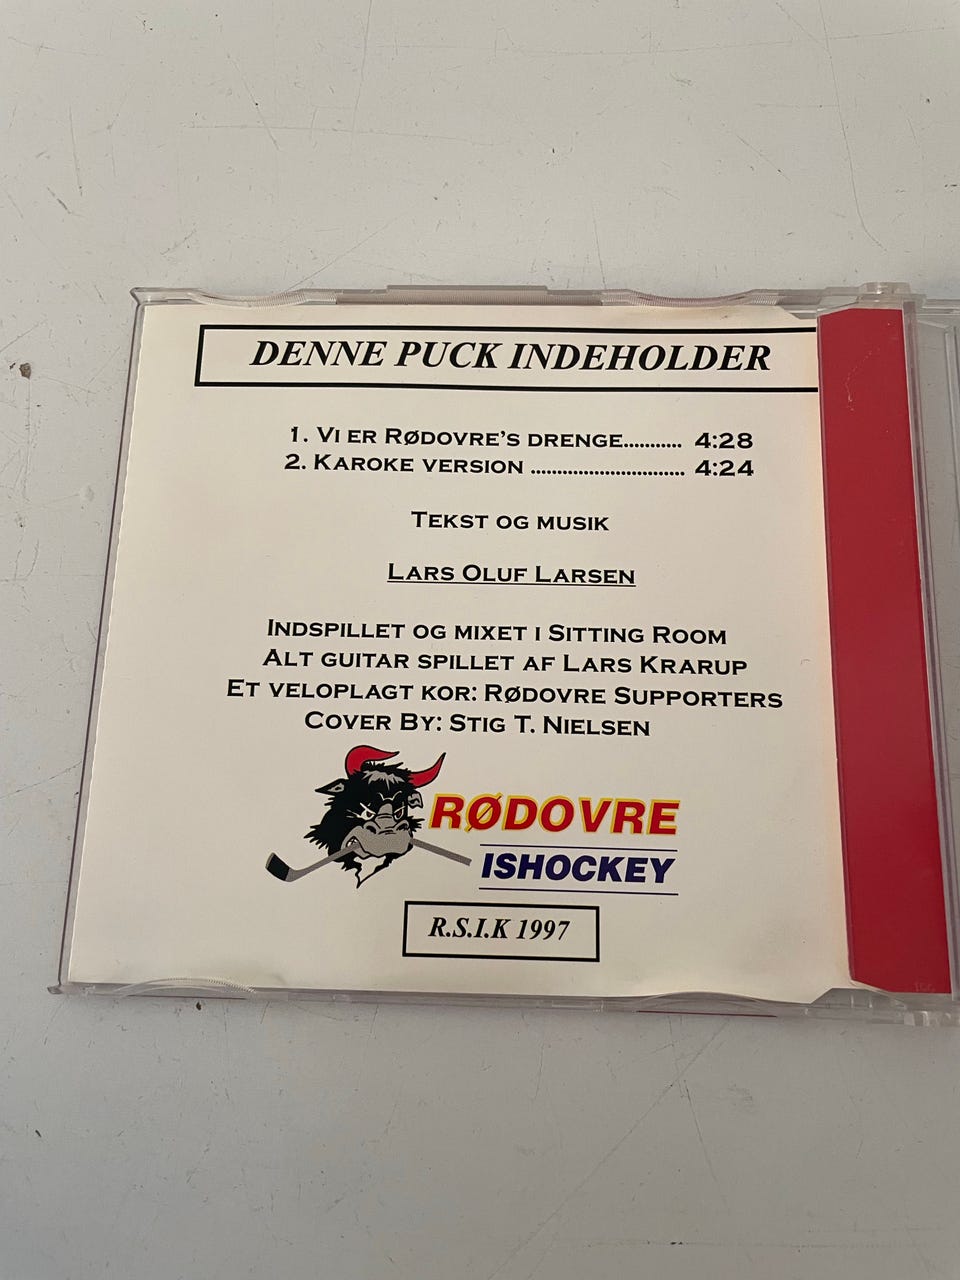 DENNE PUCK INDEHOLDER
1. Vi er Rødovre's drenge........... 4:28
2. Karoke version ............................... 4:24
Tekst og musik
Lars Oluf Larsen
Indspillet og mixet i Sitting Room
Alt guitar spillet af Lars Krarup
Et veloplagt kor: Rødovre Supporters
Cover By: Stig T. Nielsen
RØDOVRE
ISHOCKEY
R.S.I.K 1997